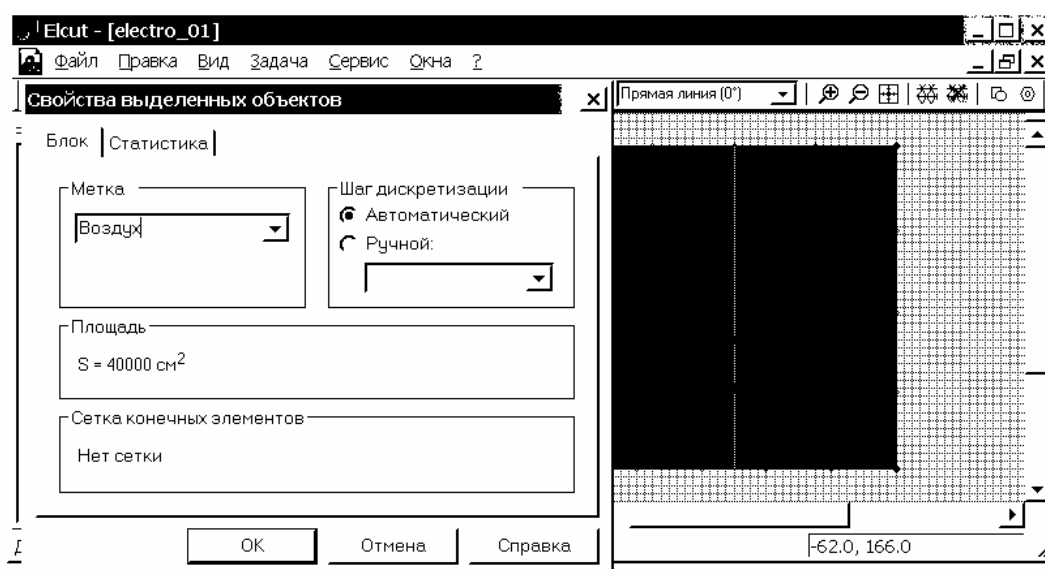 Elcut - [electro_01]
Файл Правка Вид Задача Сервис Окна ?
Свойства выделенных объектов
Прямая линия (0°)
Блок Статистика
Метка
Воздух
Шаг дискретизации
Автоматический
Ручной:
Площадь
S = 40000 см²
Сетка конечных элементов
Нет сетки
OK Отмена Справка
-62.0, 166.0